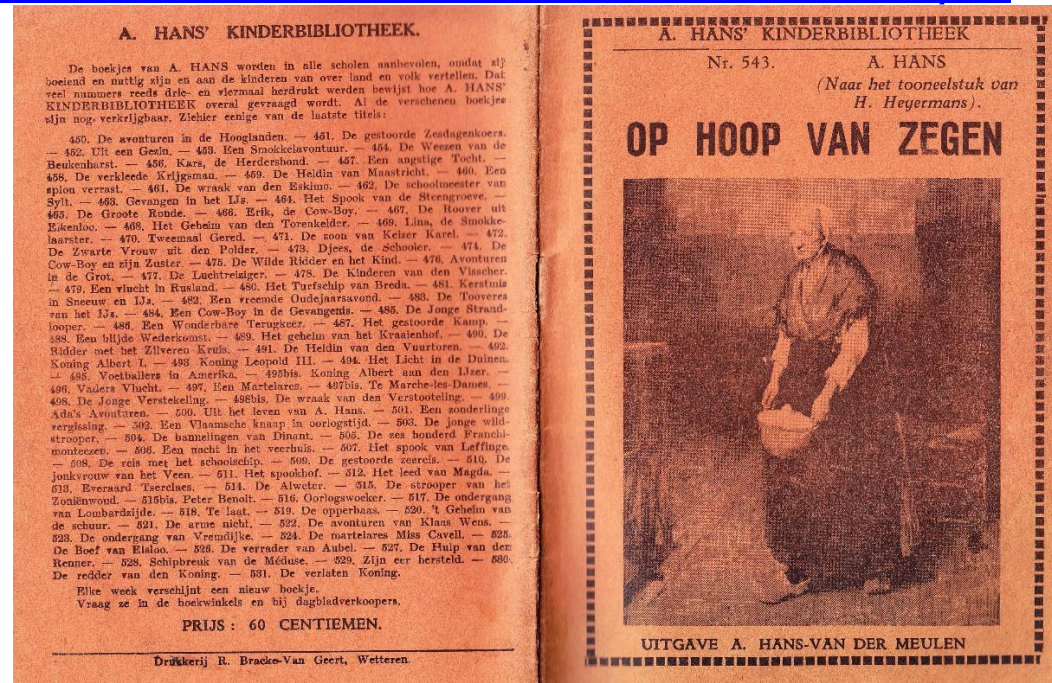 A. HANS' KINDERBIBLIOTHEEK.
De boekjes van A. HANS worden in alle scholen aanbevolen, omdat zij
boeiend en nuttig zijn en aan de kinderen van over land en volk vertellen. Dat
veel nummers reeds drie- en viermaal herdrukt werden bewijst hoe A. HANS'
KINDERBIBLIOTHEEK overal gevraagd wordt. Al de verschenen boekjes
zijn nog verkrijgbaar. Ziehier eenige van de laatste titels:
450. De avonturen in de Hooglanden. — 451. De gestoorde Zesdagenkoers.
— 452. Uit een Gezin. — 453. Een Smokkelavontuur. — 454. De Weezen van de
Beukenharst. — 456. Kars, de Herdershond. — 457. Een angstige Tocht. —
458. De verkleede Krijgsman. — 459. De Heldin van Maastricht. — 460. Een
spion verrast. — 461. De wraak van den Eskimo. — 462. De schoolmeester van
Sylt. — 463. Gevangen in het IJs. — 464. Het Spook van de Steengroeve. —
465. De Groote Ronde. — 466. Erik, de Cow-Boy. — 467. De Roover uit
Eikenloo. — 468. Het Geheim van den Torenkelder. — 469. Lina, de Smokke-
laarster. — 470. Tweemaal Gered. — 471. De zoon van Keizer Karel. — 472.
De Zwarte Vrouw uit den Polder. — 473. Djees, de Schooier. — 474. De
Cow-Boy en zijn Zuster. — 475. De Wilde Ridder en het Kind. — 476. Avonturen
in de Grot. — 477. De Luchtreiziger. — 478. De Kinderen van den Visscher.
— 479. Een vlucht in Rusland. — 480. Het Turfschip van Breda. — 481. Kerstmis
in Sneeuw en IJs. — 482. Een vreemde Oudejaarsavond. — 483. De Tooveres
van het IJs. — 484. Een Cow-Boy in de Gevangenis. — 485. De Jonge Strand-
looper. — 486. Een Wonderbare Terugkeer. — 487. Het gestoorde Kamp. —
488. Een blijde Wederkomst. — 489. Het geheim van het Kraaienhof. — 490. De
Ridder met het Zilveren Kruis. — 491. De Heldin van den Vuurtoren. — 492.
Koning Albert I. — 493. Koning Leopold III. — 494. Het Licht in de Duinen.
— 495. Voetballers in Amerika. — 495bis. Koning Albert aan den IJzer. —
496. Vaders Vlucht. — 497. Een Martelares. — 497bis. Te Marche-les-Dames. —
498. De Jonge Verstekeling. — 498bis. De wraak van den Verstooteling. — 499.
Ada's Avonturen. — 500. Uit het leven van A. Hans. — 501. Een zonderlinge
vergissing. — 502. Een Vlaamsche knaap in oorlogstijd. — 503. De jonge wild-
strooper. — 504. De bannelingen van Dinant. — 505. De zes honderd Franchi-
monteezen. — 506. Een nacht in het veerhuis. — 507. Het spook van Leffinge.
— 508. De reis met het schoolschip. — 509. De gestoorde zeereis. — 510. De
jonkvrouw van het Veen. — 511. Het spookhof. — 512. Het leed van Magda. —
513. Everaard Tserclaes. — 514. De Alweter. — 515. De strooper van het
Zoniënwoud. — 515bis. Peter Benoit. — 516. Oorlogswoeker. — 517. De ondergang
van Lombardzijde. — 518. Te laat. — 519. De opperbaas. — 520. 't Geheim van
de schuur. — 521. De arme nicht. — 522. De avonturen van Klaas Wens. —
523. De ondergang van Vremdijke. — 524. De martelares Miss Cavell. — 525.
De Boef van Elsloo. — 526. De verrader van Aubel. — 527. De Hulp van den
Renner. — 528. Schipbreuk van de Méduse. — 529. Zijn eer hersteld. — 530.
De redder van den Koning. — 531. De verlaten Koning.
Elke week verschijnt een nieuw boekje.
Vraag ze in de boekwinkels en bij dagbladverkoopers.
PRIJS : 60 CENTIEMEN.
Drukkerij R. Bracke-Van Geert, Wetteren
A. HANS' KINDERBIBLIOTHEEK
Nr. 543. A. HANS
(Naar het tooneelstuk van
H. Heyermans).
OP HOOP VAN ZEGEN
UITGAVE A. HANS-VAN DER MEULEN